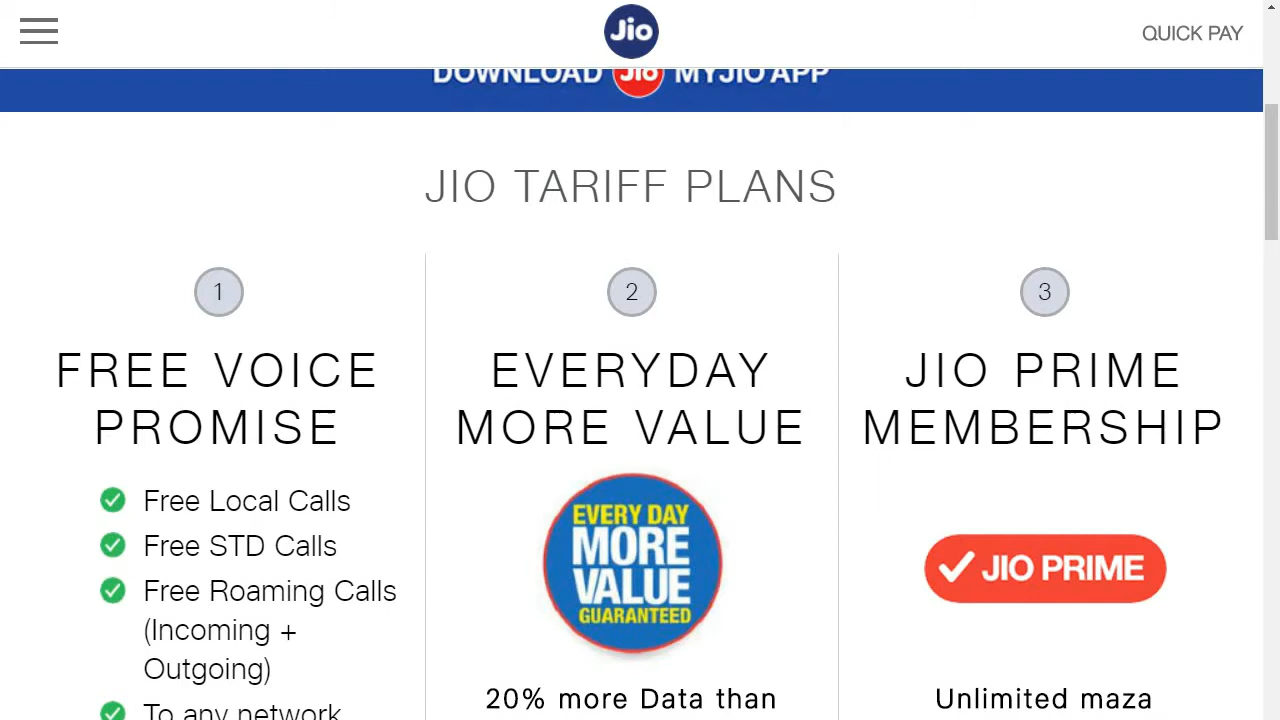 Jio
QUICK PAY
DOWNLOAD Jio MYJIO APP
JIO TARIFF PLANS
1
FREE VOICE
PROMISE
Free Local Calls
Free STD Calls
Free Roaming Calls
(Incoming +
Outgoing)
To any network
2
EVERYDAY
MORE VALUE
EVERY DAY
MORE
VALUE
GUARANTEED
20% more Data than
3
JIO PRIME
MEMBERSHIP
JIO PRIME
Unlimited maza